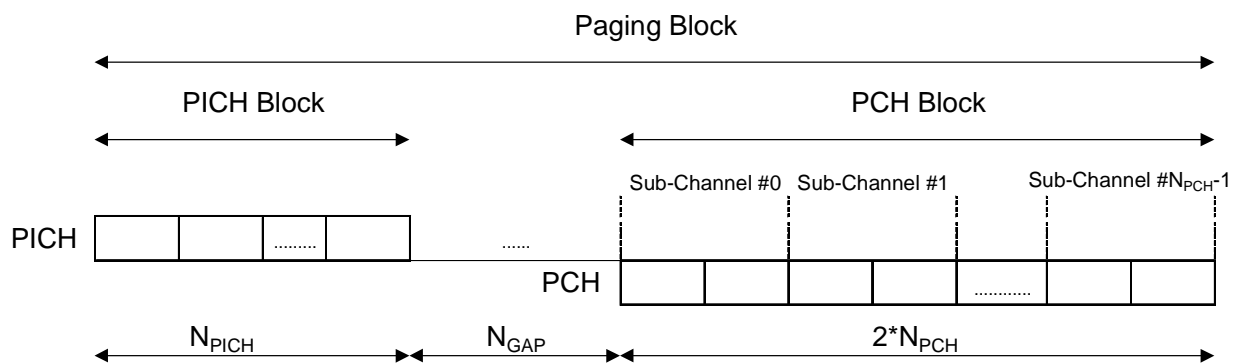 Paging Block
PICH Block PCH Block
Sub-Channel #0 Sub-Channel #1 Sub-Channel #N_PCH-1
PICH ......... ......
PCH ............
N_PICH N_GAP 2*N_PCH